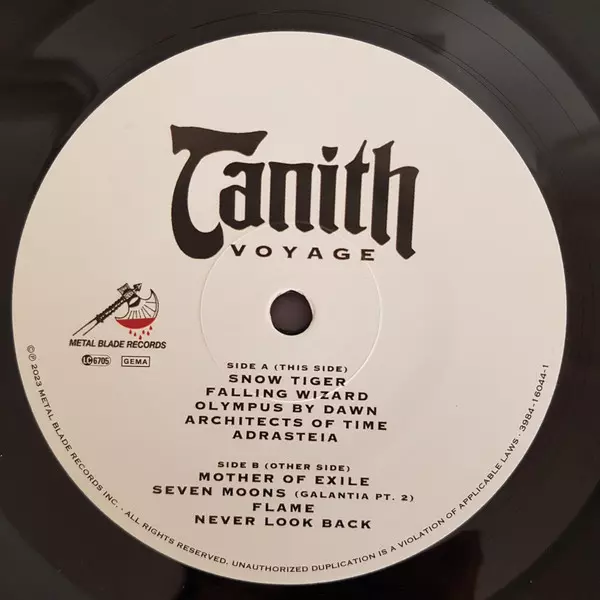 Tanith
VOYAGE
METAL BLADE RECORDS
LC 6705 GEMA
SIDE A (THIS SIDE)
SNOW TIGER
FALLING WIZARD
OLYMPUS BY DAWN
ARCHITECTS OF TIME
ADRASTEIA
SIDE B (OTHER SIDE)
MOTHER OF EXILE
SEVEN MOONS (GALANTIA PT. 2)
FLAME
NEVER LOOK BACK
©℗ 2023 METAL BLADE RECORDS INC. - ALL RIGHTS RESERVED, UNAUTHORIZED DUPLICATION IS A VIOLATION OF APPLICABLE LAWS - 3984-16044-1